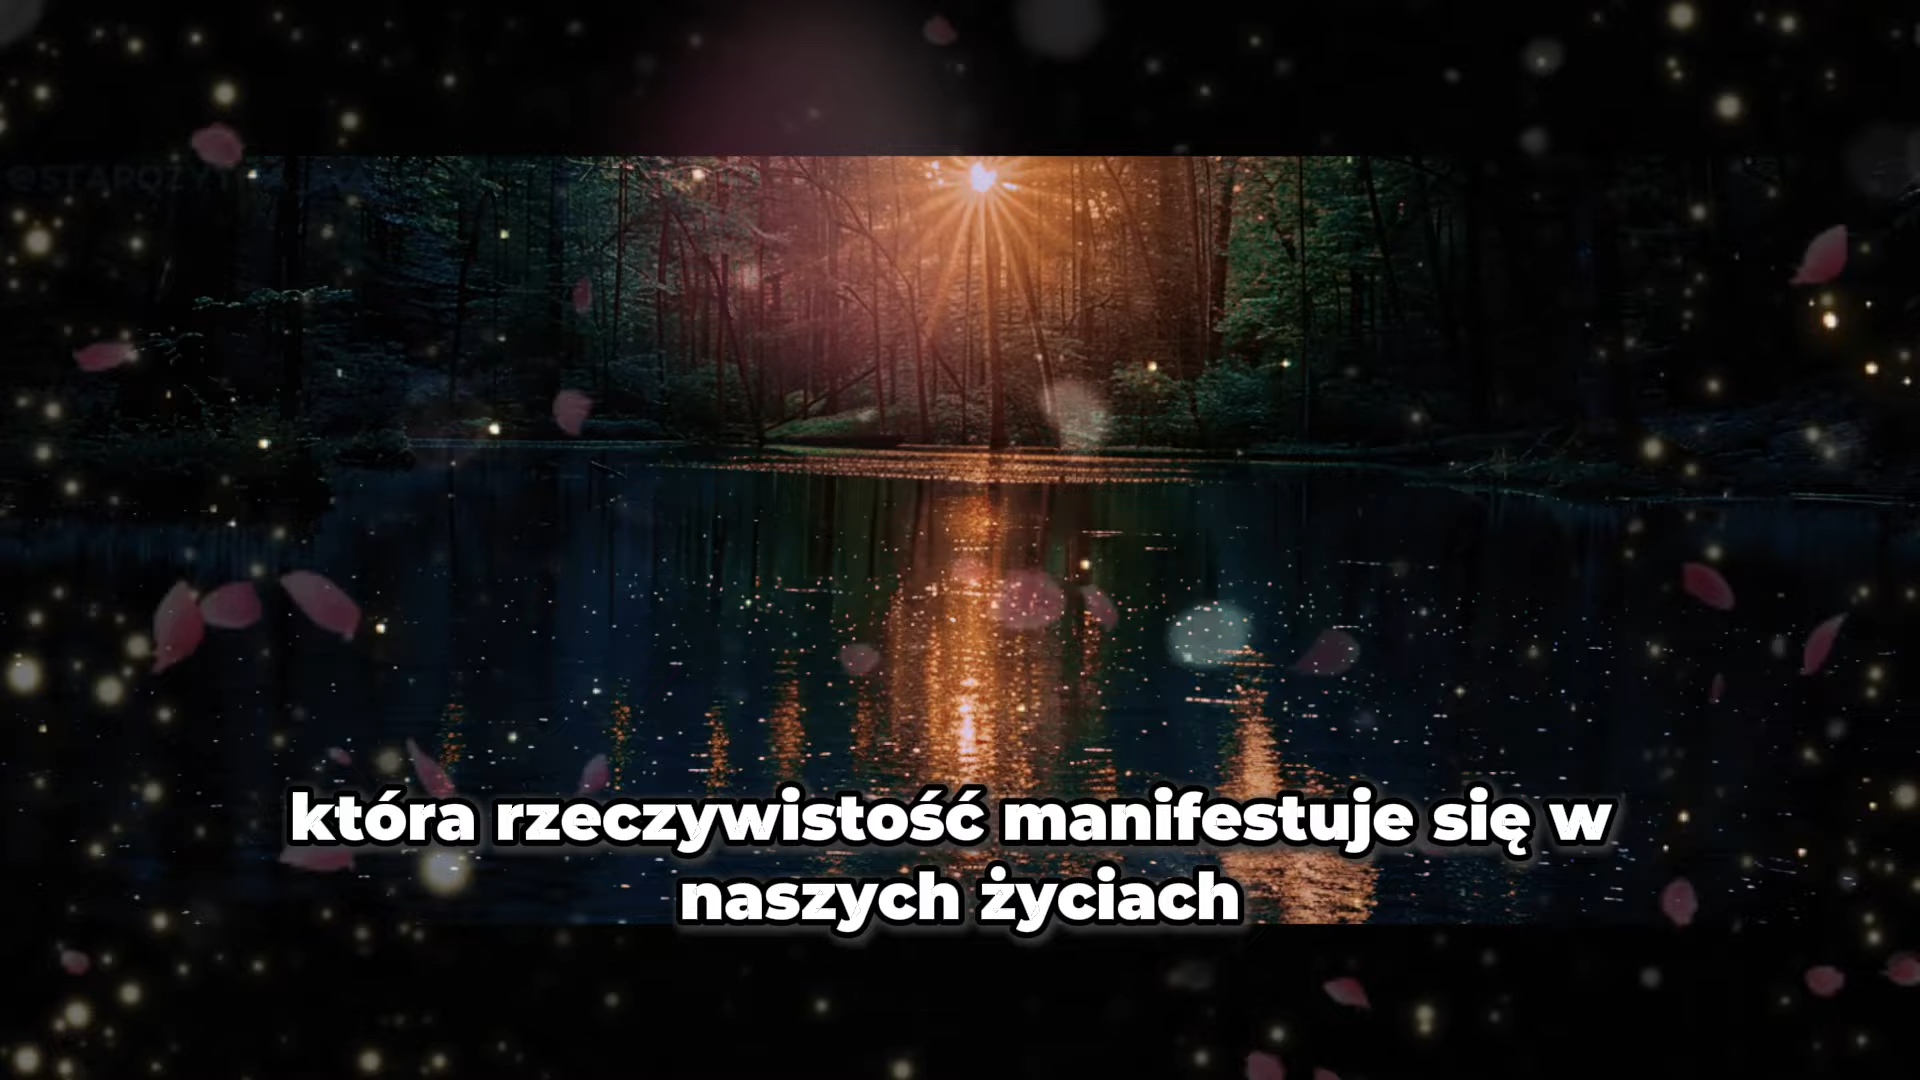 która rzeczywistość manifestuje się w
naszych życiach